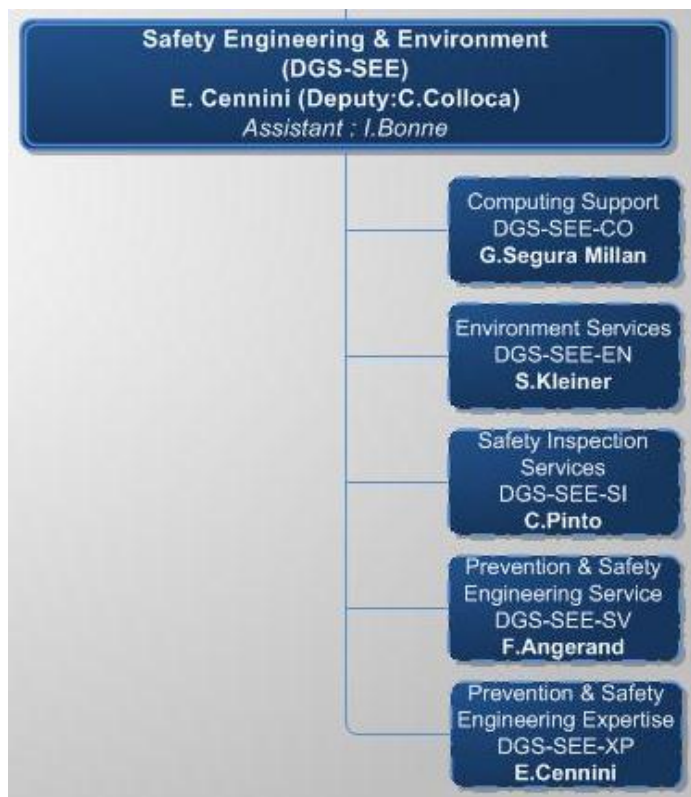 Safety Engineering & Environment
(DGS-SEE)
E. Cennini (Deputy:C.Colloca)
Assistant : I.Bonne
Computing Support
DGS-SEE-CO
G.Segura Millan
Environment Services
DGS-SEE-EN
S.Kleiner
Safety Inspection
Services
DGS-SEE-SI
C.Pinto
Prevention & Safety
Engineering Service
DGS-SEE-SV
F.Angerand
Prevention & Safety
Engineering Expertise
DGS-SEE-XP
E.Cennini